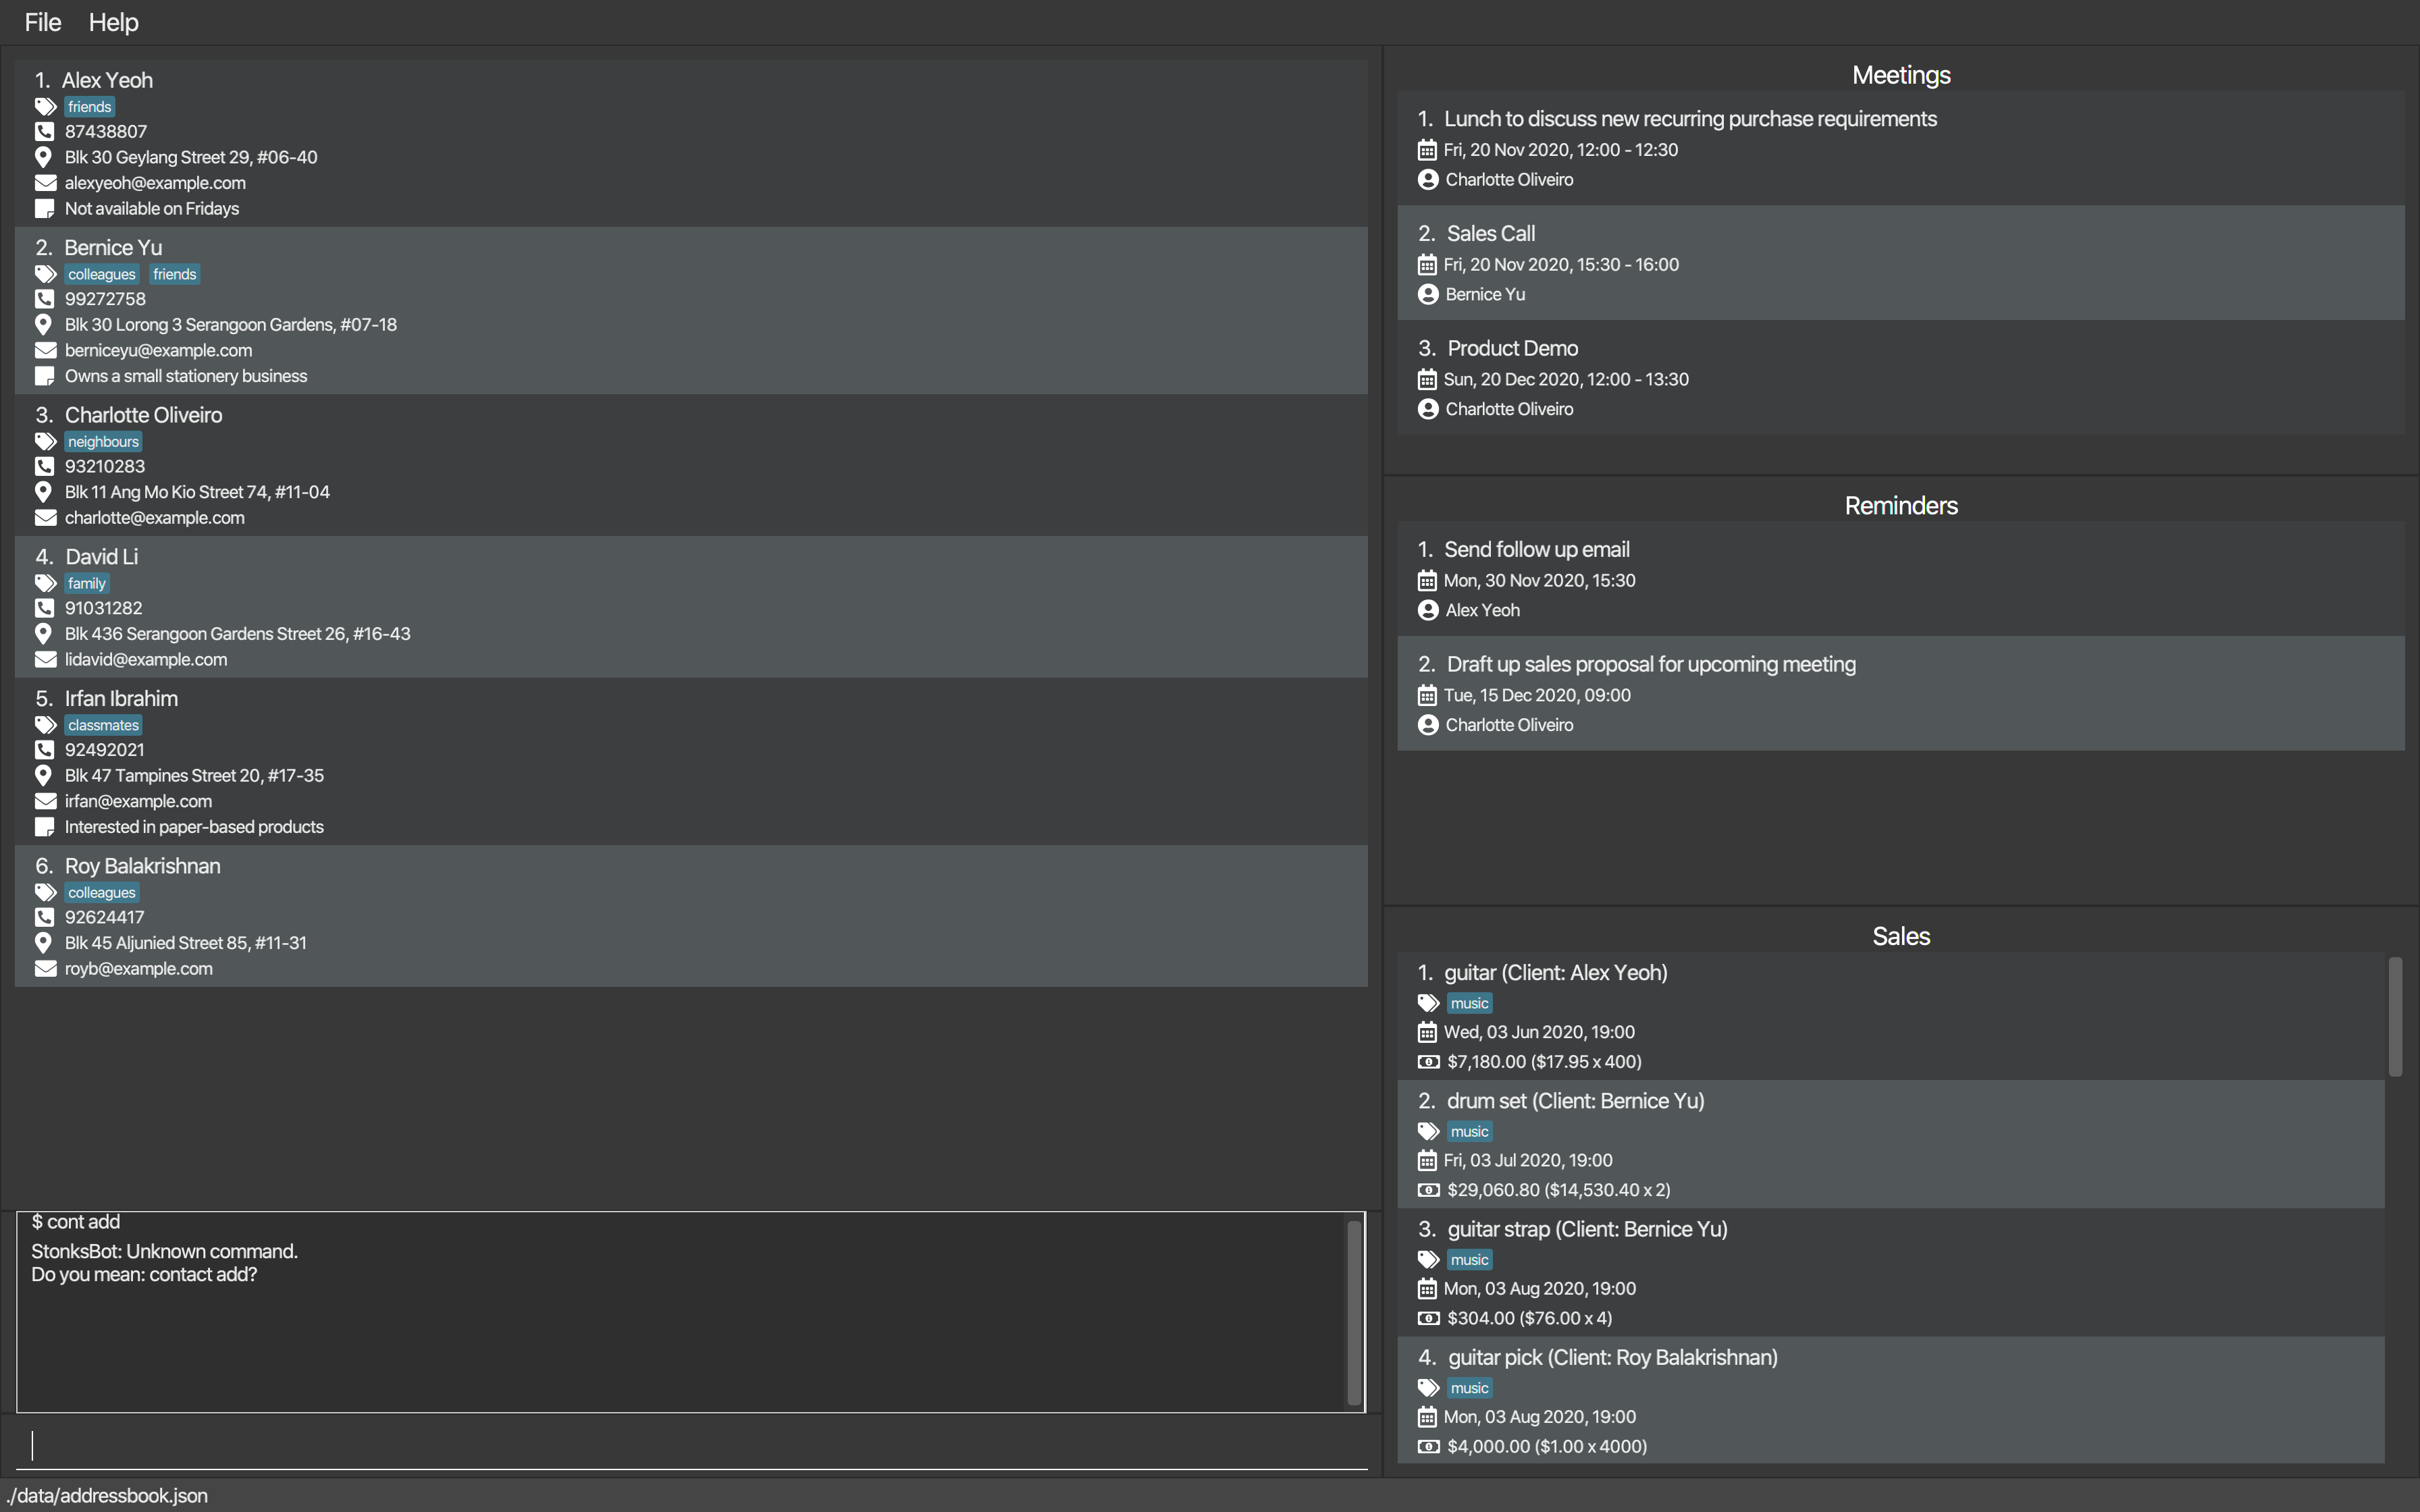 File Help
1. Alex Yeoh
friends
87438807
Blk 30 Geylang Street 29, #06-40
alexyeoh@example.com
Not available on Fridays
2. Bernice Yu
colleagues friends
99272758
Blk 30 Lorong 3 Serangoon Gardens, #07-18
berniceyu@example.com
Owns a small stationery business
3. Charlotte Oliveiro
neighbours
93210283
Blk 11 Ang Mo Kio Street 74, #11-04
charlotte@example.com
4. David Li
family
91031282
Blk 436 Serangoon Gardens Street 26, #16-43
lidavid@example.com
5. Irfan Ibrahim
classmates
92492021
Blk 47 Tampines Street 20, #17-35
irfan@example.com
Interested in paper-based products
6. Roy Balakrishnan
colleagues
92624417
Blk 45 Aljunied Street 85, #11-31
royb@example.com
$ cont add
StonksBot: Unknown command.
Do you mean: contact add?
Meetings
1. Lunch to discuss new recurring purchase requirements
Fri, 20 Nov 2020, 12:00 - 12:30
Charlotte Oliveiro
2. Sales Call
Fri, 20 Nov 2020, 15:30 - 16:00
Bernice Yu
3. Product Demo
Sun, 20 Dec 2020, 12:00 - 13:30
Charlotte Oliveiro
Reminders
1. Send follow up email
Mon, 30 Nov 2020, 15:30
Alex Yeoh
2. Draft up sales proposal for upcoming meeting
Tue, 15 Dec 2020, 09:00
Charlotte Oliveiro
Sales
1. guitar (Client: Alex Yeoh)
music
Wed, 03 Jun 2020, 19:00
$7,180.00 ($17.95 x 400)
2. drum set (Client: Bernice Yu)
music
Fri, 03 Jul 2020, 19:00
$29,060.80 ($14,530.40 x 2)
3. guitar strap (Client: Bernice Yu)
music
Mon, 03 Aug 2020, 19:00
$304.00 ($76.00 x 4)
4. guitar pick (Client: Roy Balakrishnan)
music
Mon, 03 Aug 2020, 19:00
$4,000.00 ($1.00 x 4000)
./data/addressbook.json